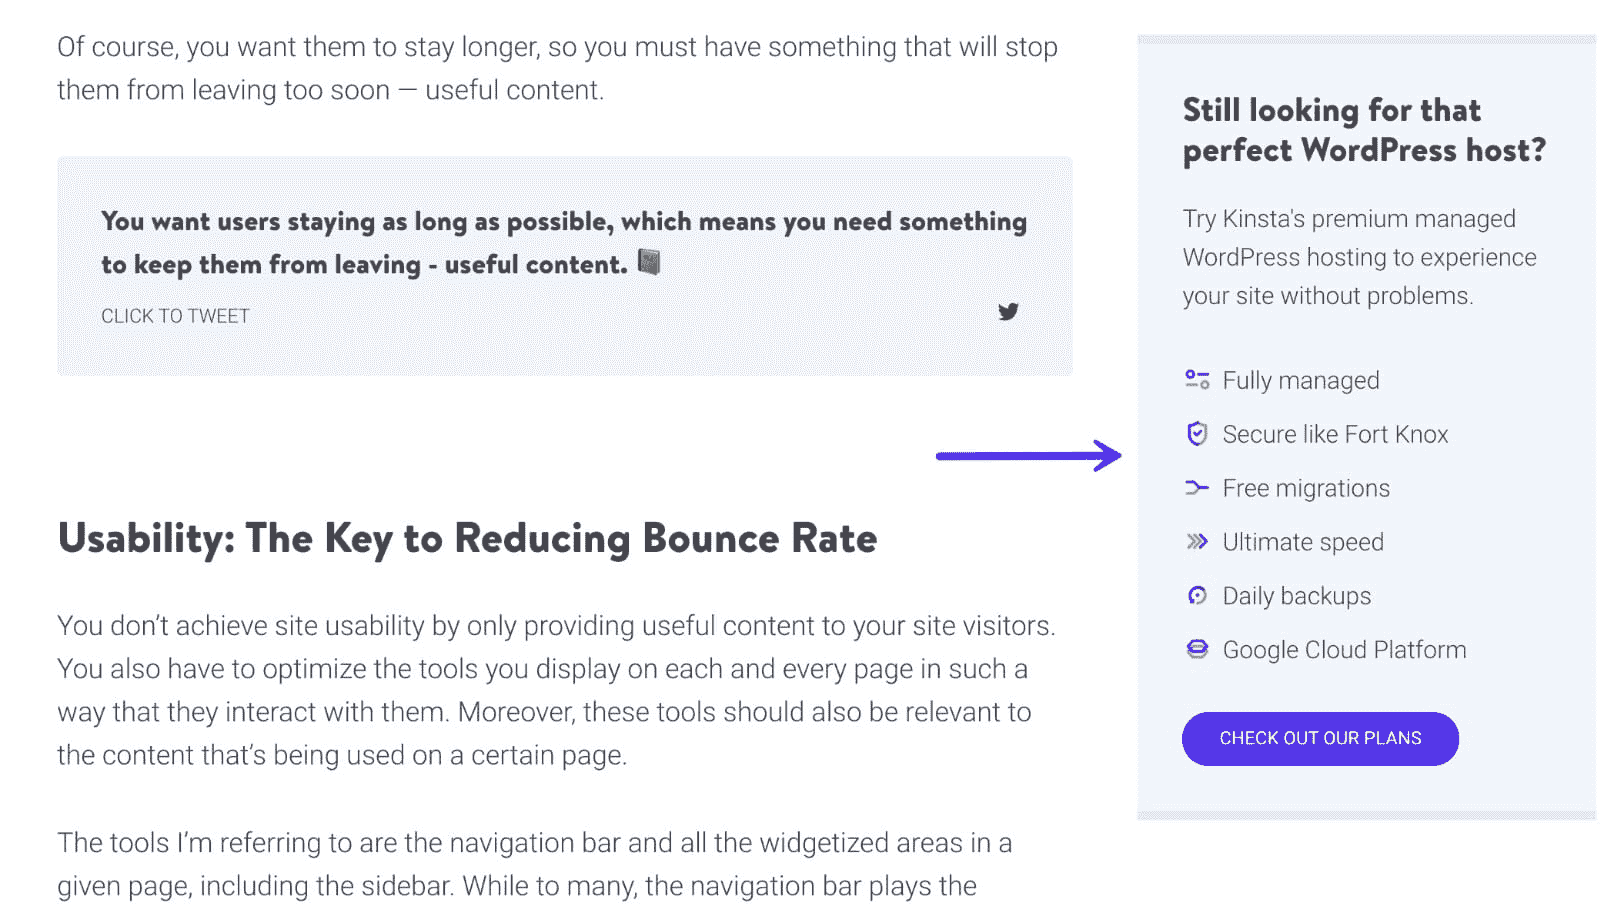 Of course, you want them to stay longer, so you must have something that will stop
them from leaving too soon — useful content.
You want users staying as long as possible, which means you need something
to keep them from leaving - useful content.
CLICK TO TWEET
Usability: The Key to Reducing Bounce Rate
You don’t achieve site usability by only providing useful content to your site visitors.
You also have to optimize the tools you display on each and every page in such a
way that they interact with them. Moreover, these tools should also be relevant to
the content that’s being used on a certain page.
The tools I’m referring to are the navigation bar and all the widgetized areas in a
given page, including the sidebar. While to many, the navigation bar plays the
Still looking for that
perfect WordPress host?
Try Kinsta's premium managed
WordPress hosting to experience
your site without problems.
Fully managed
Secure like Fort Knox
Free migrations
Ultimate speed
Daily backups
Google Cloud Platform
CHECK OUT OUR PLANS